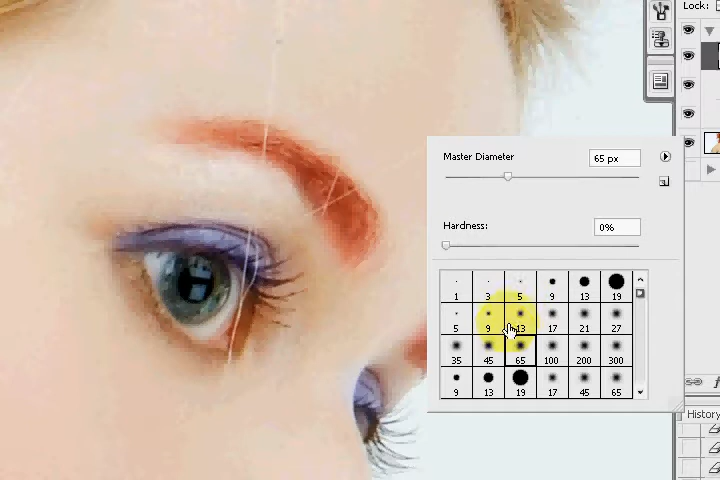 Lock:
Master Diameter
65 px
Hardness:
0%
1 3 5 9 13 19
5 9 13 17 21 27
35 45 65 100 200 300
9 13 19 17 45 65
History